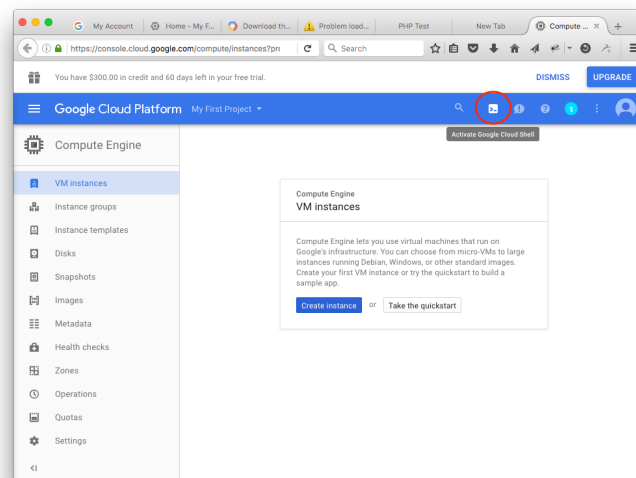 My Account
Home - My F...
Download th...
Problem load...
PHP Test
New Tab
Compute ...
https://console.cloud.google.com/compute/instances?pro
Search
You have $300.00 in credit and 60 days left in your free trial.
DISMISS
UPGRADE
Google Cloud Platform
My First Project
Activate Google Cloud Shell
Compute Engine
VM instances
Instance groups
Instance templates
Disks
Snapshots
Images
Metadata
Health checks
Zones
Operations
Quotas
Settings
Compute Engine
VM instances
Compute Engine lets you use virtual machines that run on
Google's infrastructure. You can choose from micro-VMs to large
instances running Debian, Windows, or other standard images.
Create your first VM instance or try the quickstart to build a
sample app.
Create instance or Take the quickstart